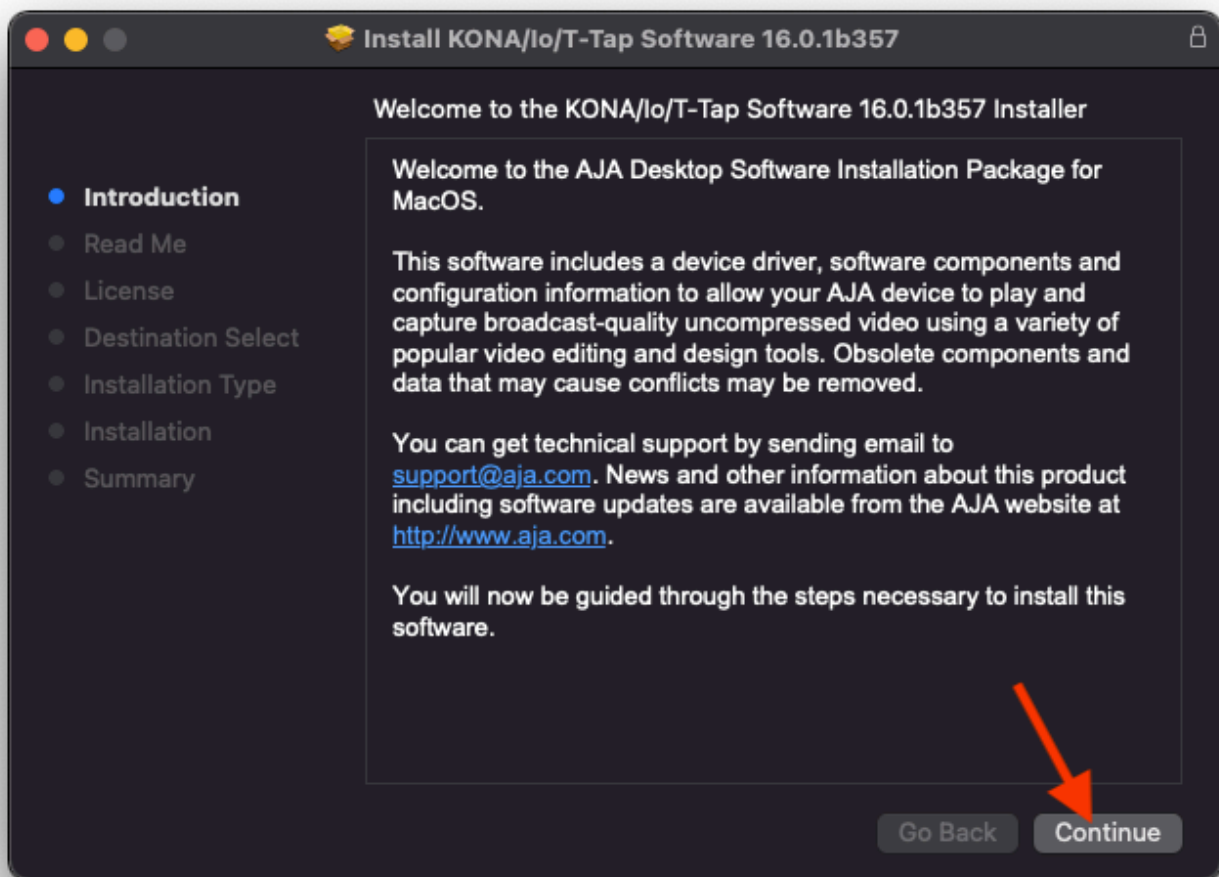 Install KONA/Io/T-Tap Software 16.0.1b357
Welcome to the KONA/Io/T-Tap Software 16.0.1b357 Installer
Introduction
Read Me
License
Destination Select
Installation Type
Installation
Summary
Welcome to the AJA Desktop Software Installation Package for
MacOS.
This software includes a device driver, software components and
configuration information to allow your AJA device to play and
capture broadcast-quality uncompressed video using a variety of
popular video editing and design tools. Obsolete components and
data that may cause conflicts may be removed.
You can get technical support by sending email to
support@aja.com. News and other information about this product
including software updates are available from the AJA website at
http://www.aja.com.
You will now be guided through the steps necessary to install this
software.
Go Back
Continue